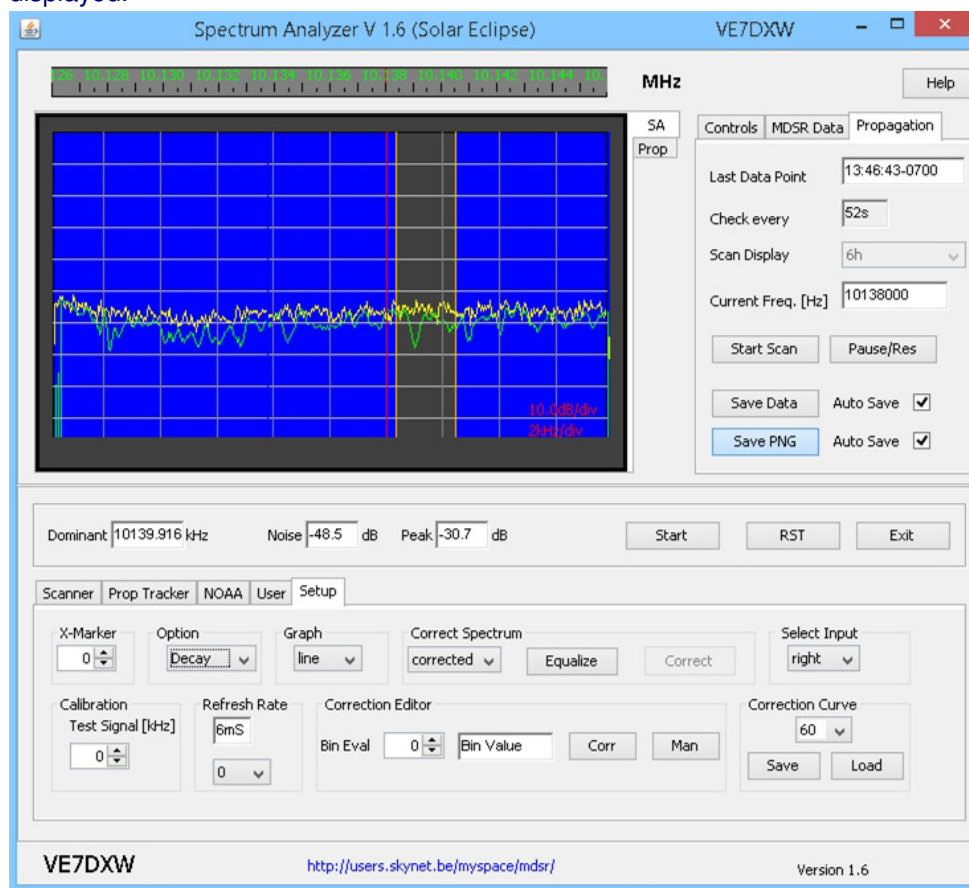 displayed.
Spectrum Analyzer V 1.6 (Solar Eclipse) VE7DXW
126 10.128 10.130 10.132 10.134 10.136 10.138 10.140 10.142 10.144 10.
MHz
Help
SA
Prop
Controls MDSR Data Propagation
Last Data Point 13:46:43-0700
Check every 52s
Scan Display 6h
Current Freq. [Hz] 10138000
Start Scan Pause/Res
Save Data Auto Save
Save PNG Auto Save
10.0dB/div
2kHz/div
Dominant 10139.916 kHz Noise -48.5 dB Peak -30.7 dB Start RST Exit
Scanner Prop Tracker NOAA User Setup
X-Marker Option Graph Correct Spectrum Select Input
0 Decay line corrected Equalize Correct right
Calibration Refresh Rate Correction Editor Correction Curve
Test Signal [kHz] 6mS 60
0 0 Bin Eval 0 Bin Value Corr Man
Save Load
VE7DXW http://users.skynet.be/myspace/mdsr/ Version 1.6